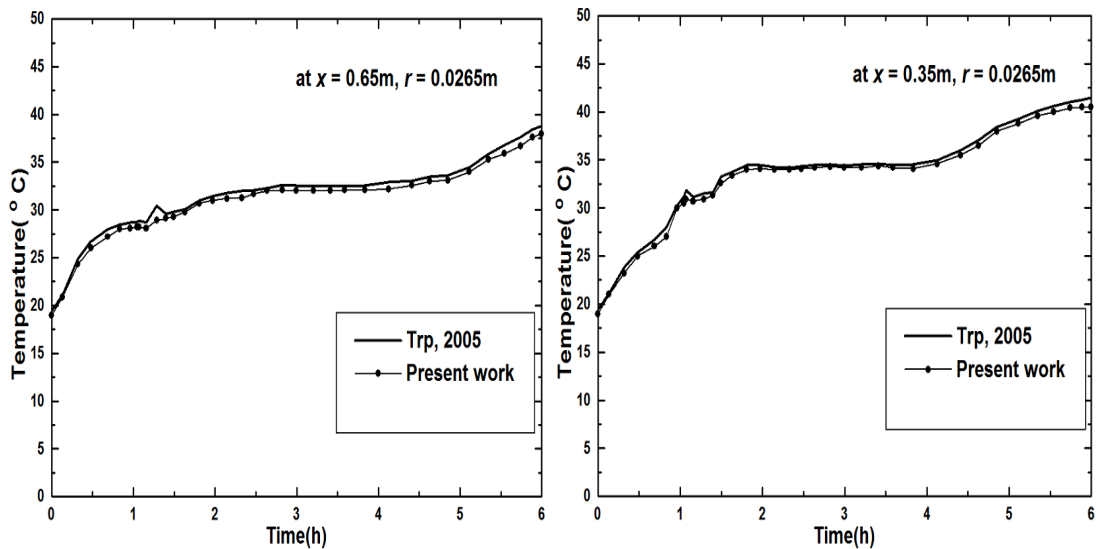 50
45
40
35
30
25
20
15
10
5
0
Temperature( ° C)
at x = 0.65m, r = 0.0265m
Trp, 2005
Present work
0 1 2 3 4 5 6
Time(h)
50
45
40
35
30
25
20
15
10
5
0
Temperature( ° C)
at x = 0.35m, r = 0.0265m
Trp, 2005
Present work
0 1 2 3 4 5 6
Time(h)